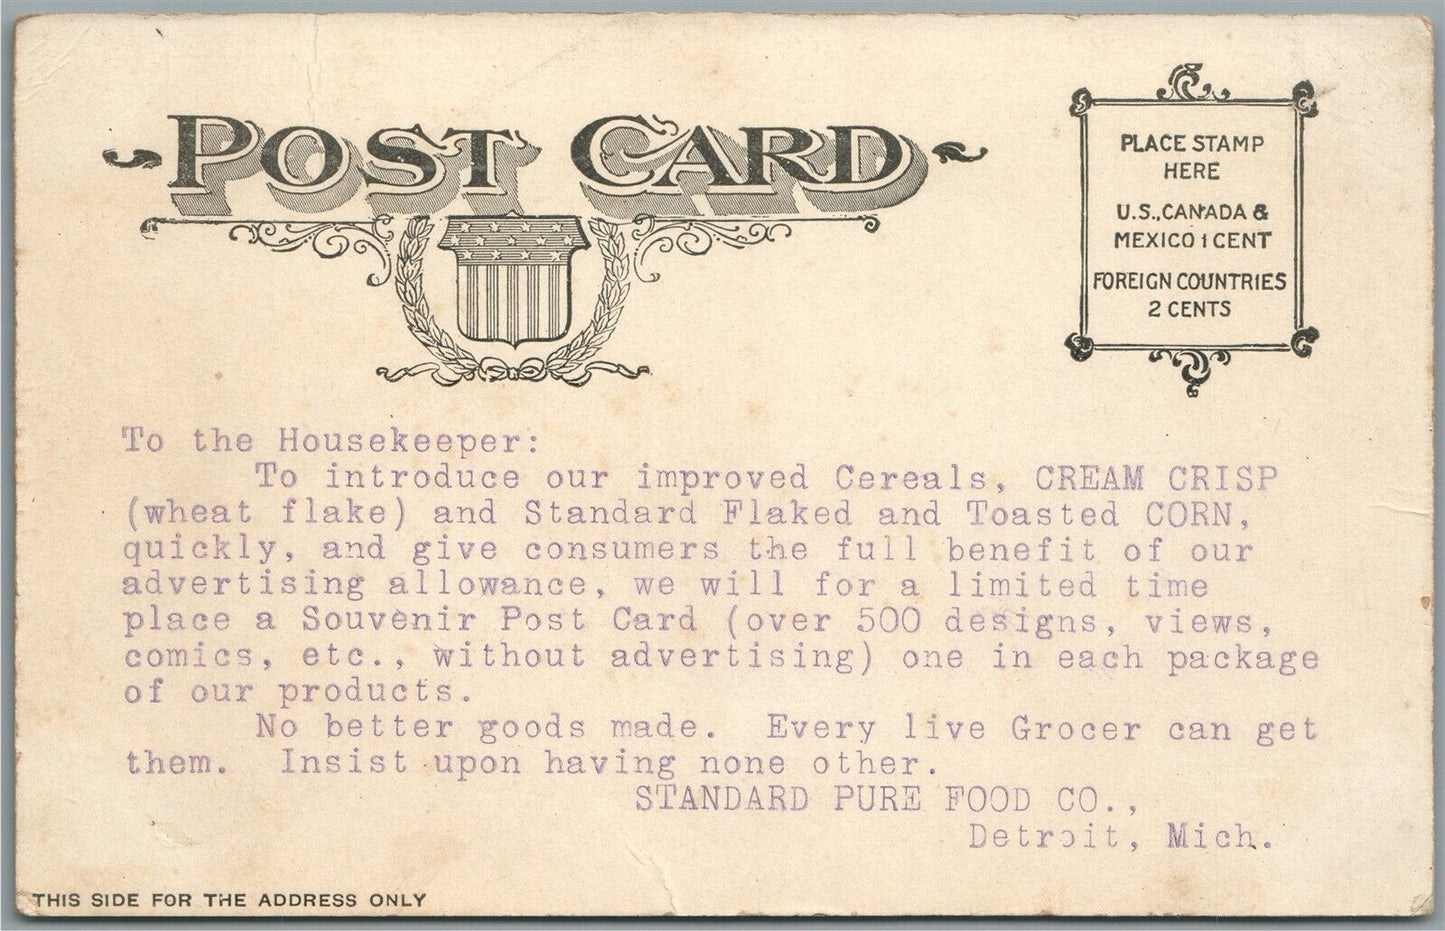 POST CARD
PLACE STAMP
HERE
U.S., CANADA &
MEXICO 1 CENT
FOREIGN COUNTRIES
2 CENTS
To the Housekeeper:
To introduce our improved Cereals, CREAM CRISP
(wheat flake) and Standard Flaked and Toasted CORN,
quickly, and give consumers the full benefit of our
advertising allowance, we will for a limited time
place a Souvenir Post Card (over 500 designs, views,
comics, etc., without advertising) one in each package
of our products.
No better goods made. Every live Grocer can get
them. Insist upon having none other.
STANDARD PURE FOOD CO.,
Detroit, Mich.
THIS SIDE FOR THE ADDRESS ONLY